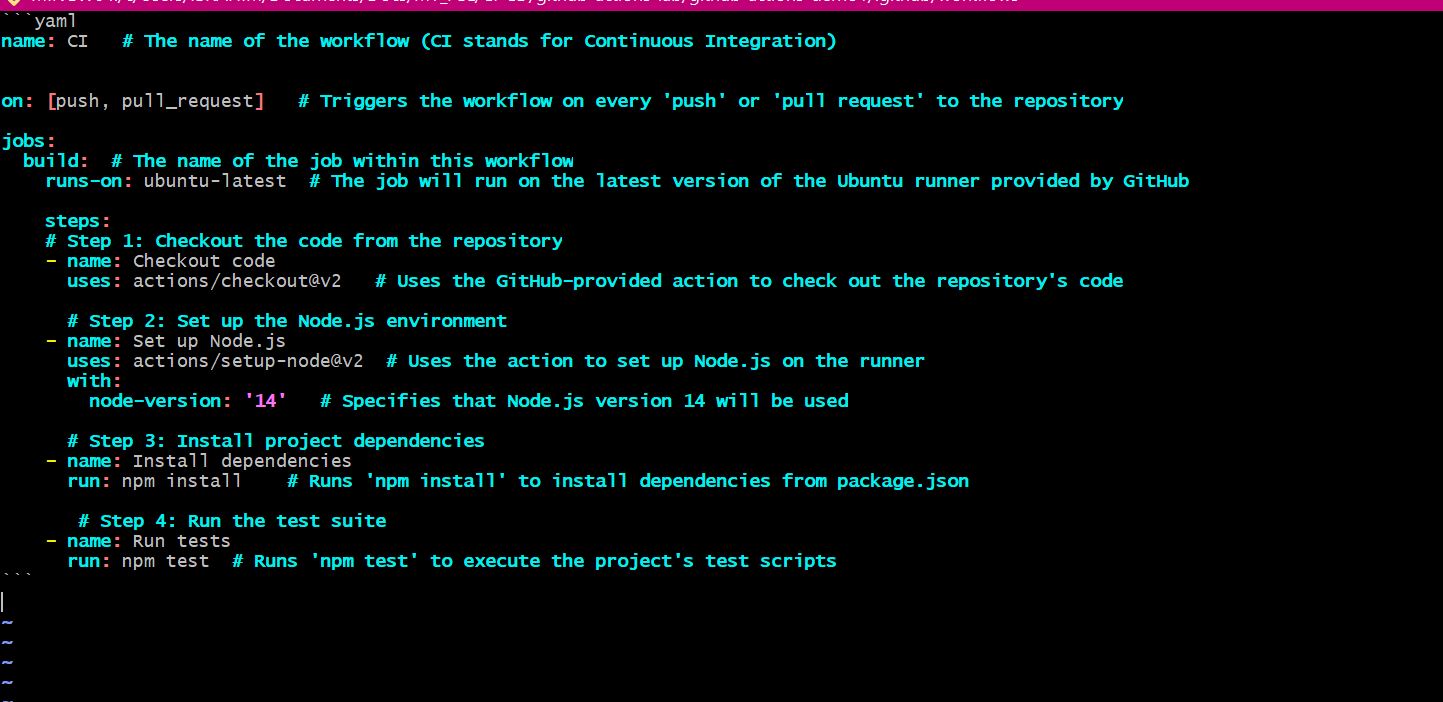 ```yaml
name: CI   # The name of the workflow (CI stands for Continuous Integration)
on: [push, pull_request]   # Triggers the workflow on every 'push' or 'pull request' to the repository
jobs:
  build:  # The name of the job within this workflow
    runs-on: ubuntu-latest  # The job will run on the latest version of the Ubuntu runner provided by GitHub
    steps:
    # Step 1: Checkout the code from the repository
    - name: Checkout code
      uses: actions/checkout@v2   # Uses the GitHub-provided action to check out the repository's code
      # Step 2: Set up the Node.js environment
    - name: Set up Node.js
      uses: actions/setup-node@v2  # Uses the action to set up Node.js on the runner
      with:
        node-version: '14'   # Specifies that Node.js version 14 will be used
      # Step 3: Install project dependencies
    - name: Install dependencies
      run: npm install    # Runs 'npm install' to install dependencies from package.json
       # Step 4: Run the test suite
    - name: Run tests
      run: npm test  # Runs 'npm test' to execute the project's test scripts
```
~
~
~
~